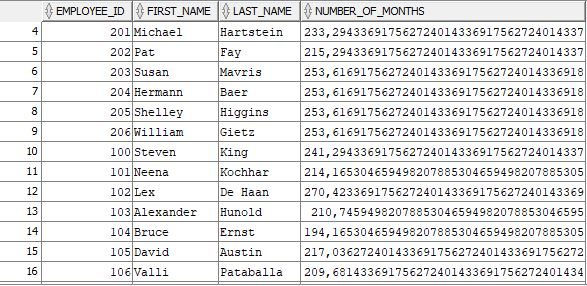 EMPLOYEE_ID FIRST_NAME LAST_NAME NUMBER_OF_MONTHS
4 201 Michael Hartstein 233,294336917562724014336917562724014337
5 202 Pat Fay 215,294336917562724014336917562724014337
6 203 Susan Mavris 253,616917562724014336917562724014336918
7 204 Hermann Baer 253,616917562724014336917562724014336918
8 205 Shelley Higgins 253,616917562724014336917562724014336918
9 206 William Gietz 253,616917562724014336917562724014336918
10 100 Steven King 241,294336917562724014336917562724014337
11 101 Neena Kochhar 214,165304659498207885304659498207885305
12 102 Lex De Haan 270,423336917562724014336917562724014337
13 103 Alexander Hunold 210,74594982078853046594982078853046595
14 104 Bruce Ernst 194,165304659498207885304659498207885305
15 105 David Austin 217,036272401433691756272401433691756272
16 106 Valli Pataballa 209,681433691756272401433691756272401434